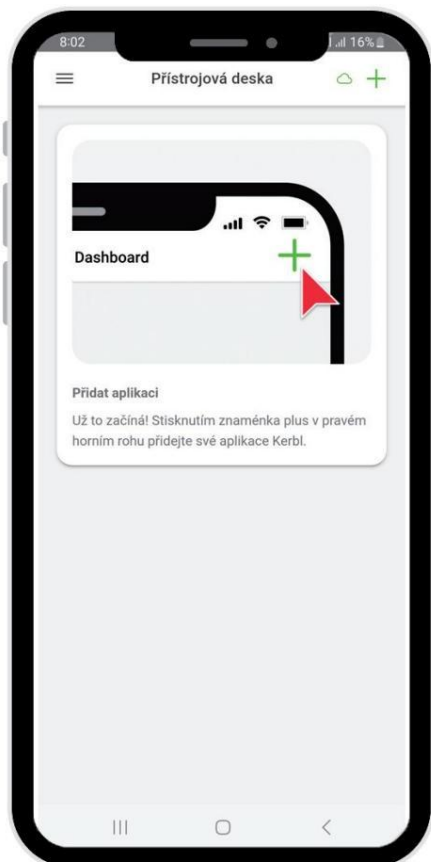 8:02
16%
Přístrojová deska
Dashboard
Přidat aplikaci
Už to začíná! Stisknutím znaménka plus v pravém
horním rohu přidejte své aplikace Kerbl.